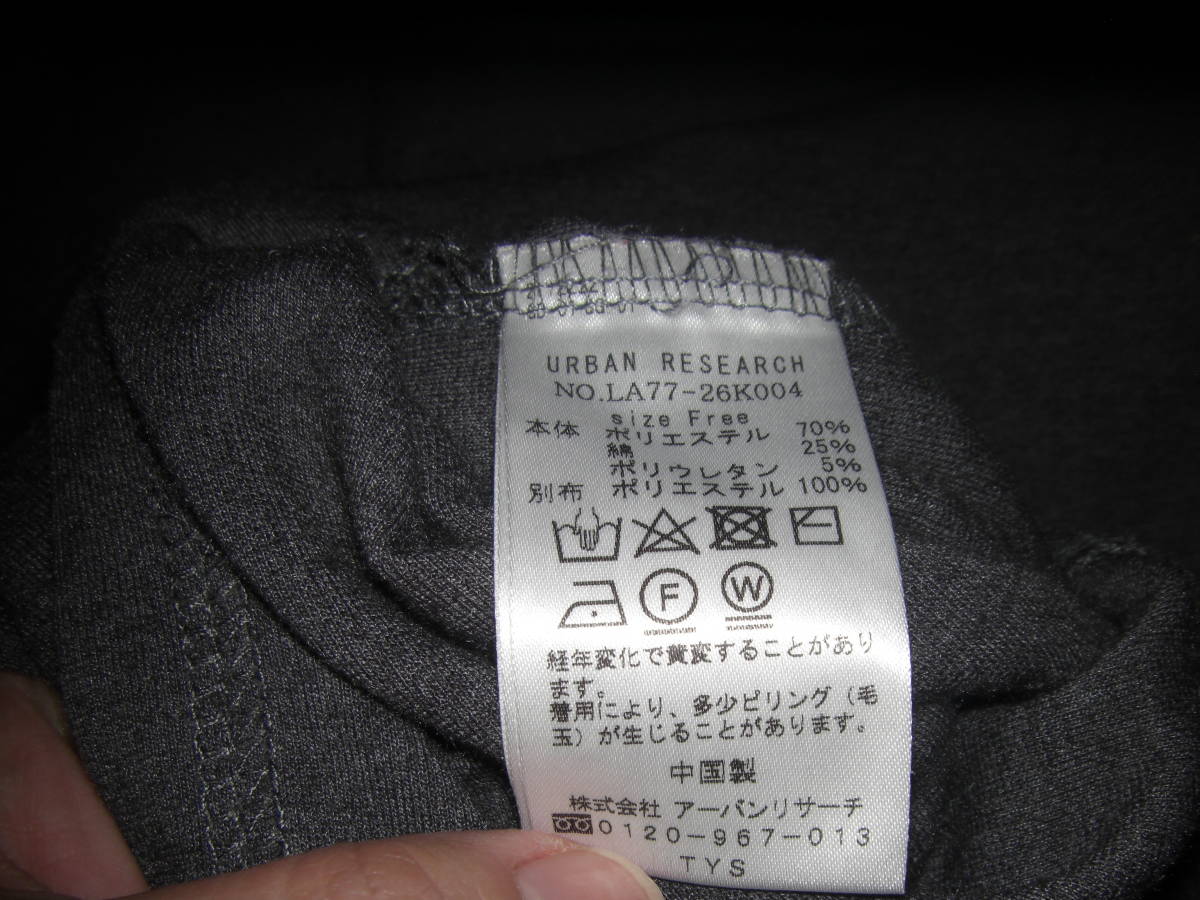 URBAN RESEARCH
NO.LA77-26K004
size Free
本体 ポリエステル 70%
綿 25%
ポリウレタン 5%
別布 ポリエステル 100%
F W
経年変化で黄変することがあり
ます。
着用により、多少ピリング（毛
玉）が生じることがあります。
中国製
株式会社 アーバンリサーチ
0120-967-013
TYS